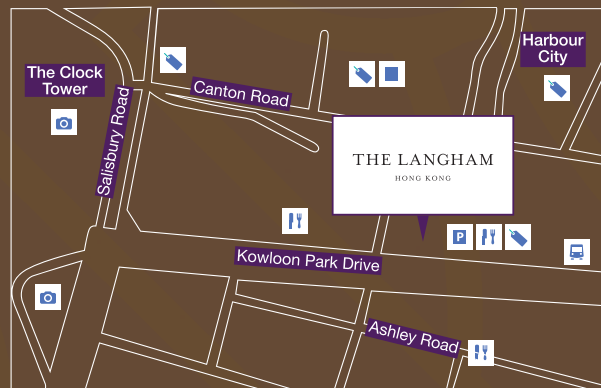 Harbour
City
The Clock
Tower
Canton Road
Salisbury Road
THE LANGHAM
HONG KONG
P
Kowloon Park Drive
Ashley Road